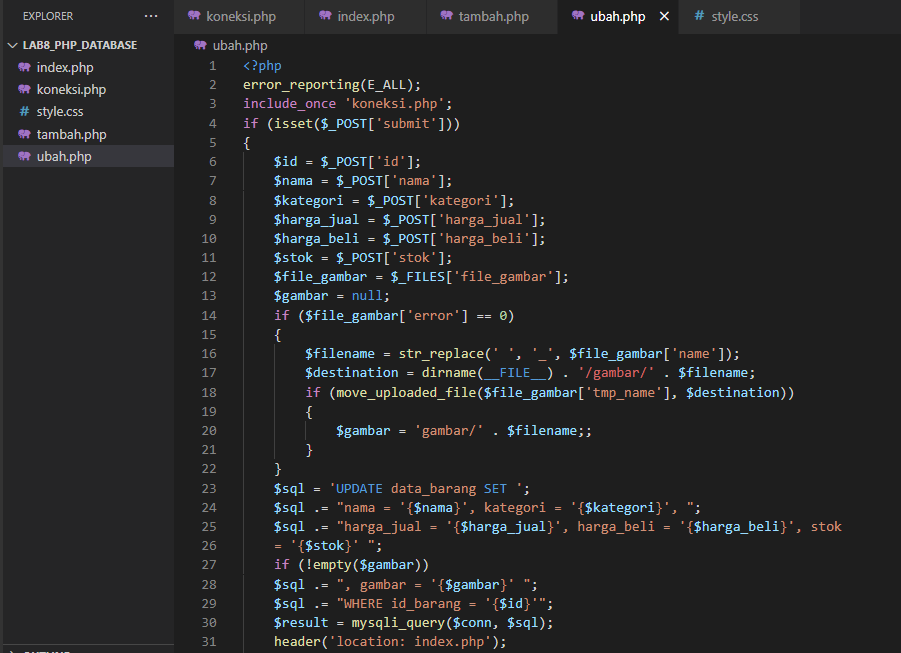 EXPLORER
LAB8_PHP_DATABASE
index.php
koneksi.php
# style.css
tambah.php
ubah.php
koneksi.php index.php tambah.php ubah.php # style.css
ubah.php
1 <?php
2 error_reporting(E_ALL);
3 include_once 'koneksi.php';
4 if (isset($_POST['submit']))
5 {
6 $id = $_POST['id'];
7 $nama = $_POST['nama'];
8 $kategori = $_POST['kategori'];
9 $harga_jual = $_POST['harga_jual'];
10 $harga_beli = $_POST['harga_beli'];
11 $stok = $_POST['stok'];
12 $file_gambar = $_FILES['file_gambar'];
13 $gambar = null;
14 if ($file_gambar['error'] == 0)
15 {
16 $filename = str_replace(' ', '_', $file_gambar['name']);
17 $destination = dirname(__FILE__) . '/gambar/' . $filename;
18 if (move_uploaded_file($file_gambar['tmp_name'], $destination))
19 {
20 $gambar = 'gambar/' . $filename;;
21 }
22 }
23 $sql = 'UPDATE data_barang SET ';
24 $sql .= "nama = '{$nama}', kategori = '{$kategori}', ";
25 $sql .= "harga_jual = '{$harga_jual}', harga_beli = '{$harga_beli}', stok
26 = '{$stok}' ";
27 if (!empty($gambar))
28 $sql .= ", gambar = '{$gambar}' ";
29 $sql .= "WHERE id_barang = '{$id}'";
30 $result = mysqli_query($conn, $sql);
31 header('location: index.php');